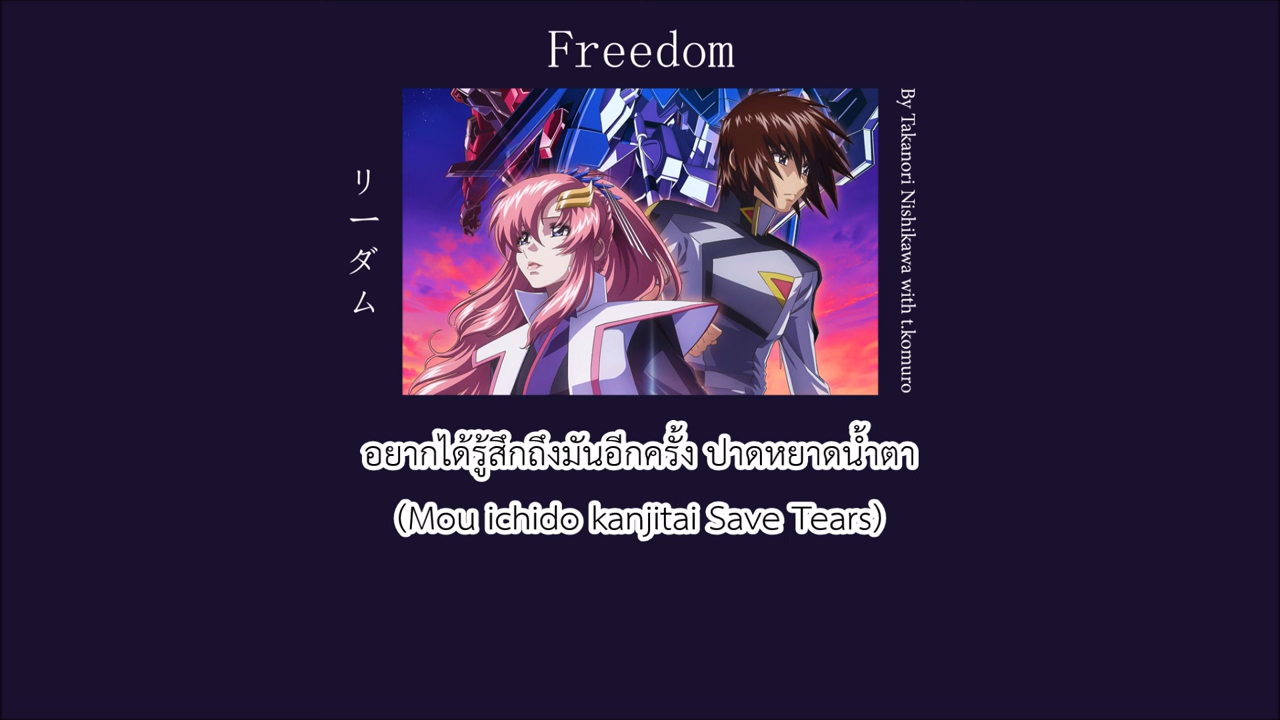 Freedom
リーダム
By Takanori Nishikawa with t.komuro
อยากได้รู้สึกถึงมันอีกครั้ง ปาดหยาดน้ำตา
(Mou ichido kanjitai Save Tears)